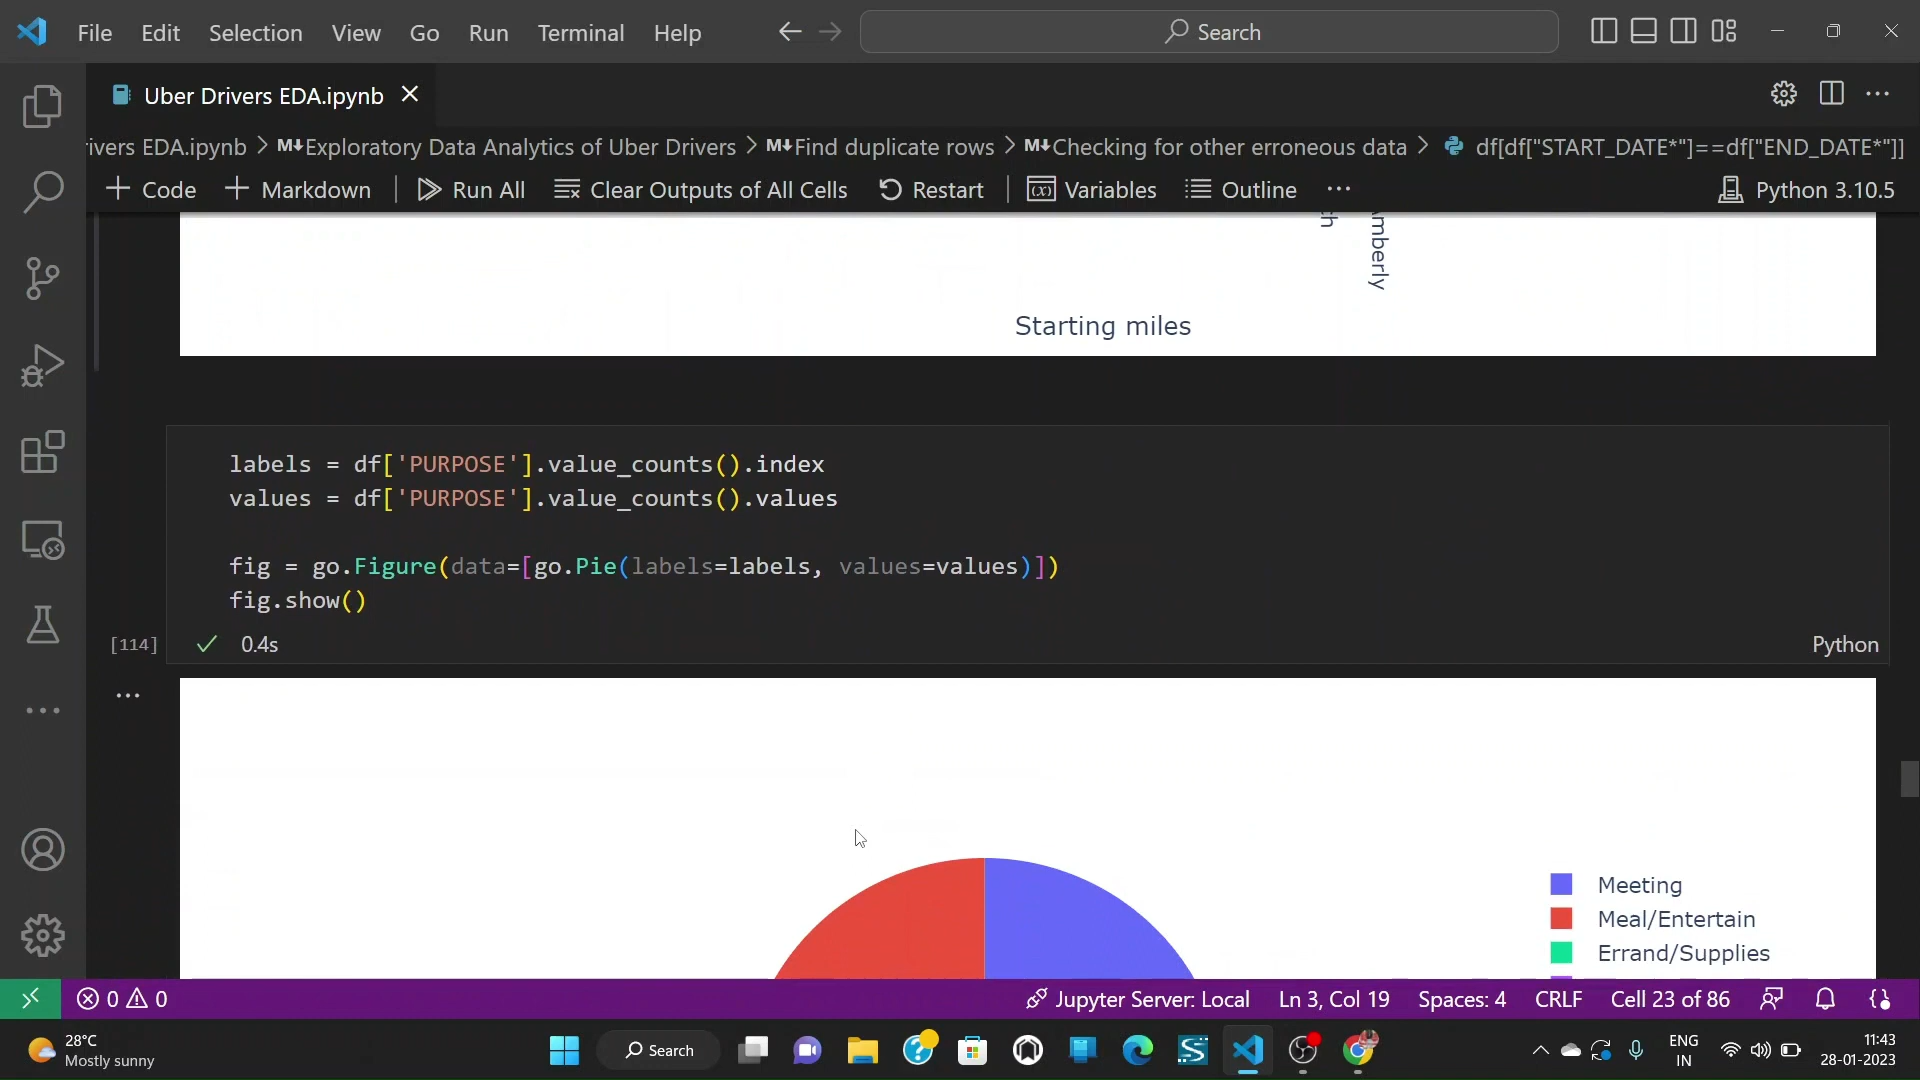 File Edit Selection View Go Run Terminal Help
Search
Uber Drivers EDA.ipynb
ivers EDA.ipynb > M↓Exploratory Data Analytics of Uber Drivers > M↓Find duplicate rows > M↓Checking for other erroneous data > df[df["START_DATE*"]==df["END_DATE*"]]
+ Code + Markdown | Run All Clear Outputs of All Cells Restart | Variables Outline ...
Python 3.10.5
ch
Amberly
Starting miles
labels = df['PURPOSE'].value_counts().index
values = df['PURPOSE'].value_counts().values
fig = go.Figure(data=[go.Pie(labels=labels, values=values)])
fig.show()
[114] 0.4s
Python
Meeting
Meal/Entertain
Errand/Supplies
0 0
Jupyter Server: Local Ln 3, Col 19 Spaces: 4 CRLF Cell 23 of 86
28°C
Mostly sunny
Search
ENG
IN
11:43
28-01-2023